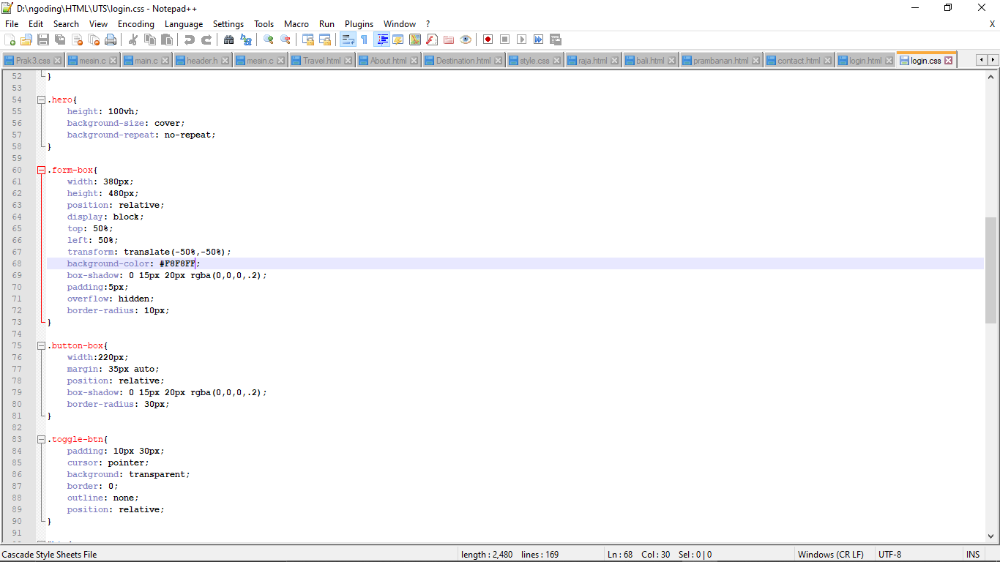 D:\ngoding\HTML\UTS\login.css - Notepad++
File Edit Search View Encoding Language Settings Tools Macro Run Plugins Window ? X
Prak3.css mesin.c main.c header.h mesin.c Travel.html About.html Destination.html style.css raja.html bali.html prambanan.html contact.html login.html login.css
52 }
53
54 .hero{
55 height: 100vh;
56 background-size: cover;
57 background-repeat: no-repeat;
58 }
59
60 .form-box{
61 width: 380px;
62 height: 480px;
63 position: relative;
64 display: block;
65 top: 50%;
66 left: 50%;
67 transform: translate(-50%,-50%);
68 background-color: #F8F8FF;
69 box-shadow: 0 15px 20px rgba(0,0,0,.2);
70 padding:5px;
71 overflow: hidden;
72 border-radius: 10px;
73 }
74
75 .button-box{
76 width:220px;
77 margin: 35px auto;
78 position: relative;
79 box-shadow: 0 15px 20px rgba(0,0,0,.2);
80 border-radius: 30px;
81 }
82
83 .toggle-btn{
84 padding: 10px 30px;
85 cursor: pointer;
86 background: transparent;
87 border: 0;
88 outline: none;
89 position: relative;
90 }
91
Cascade Style Sheets File length : 2,480 lines : 169 Ln : 68 Col : 30 Sel : 0 | 0 Windows (CR LF) UTF-8 INS